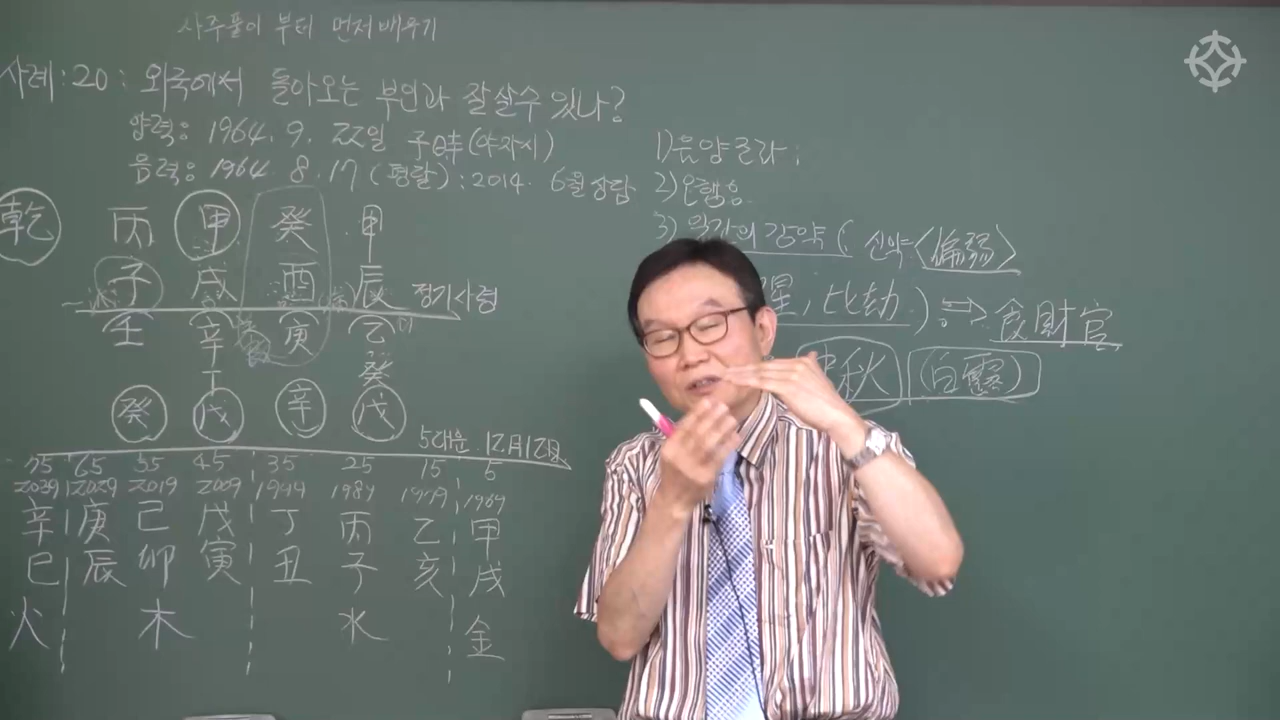 사주풀이 부터 먼저배우기
사례:20: 외국에서 돌아오는 부인과 잘살수 있나?
양력: 1964. 9. 22일 子時(야자시)
음력: 1964. 8. 17 (평달): 2014. 6월상담
乾 丙 甲 癸 甲
子 戌 酉 辰 정기사령
壬 辛 寅 乙
丁 癸
癸 戊 辛 戊
5대운. 12月12日
75 65 55 45 35 25 15 5
2039 2029 2019 2009 1999 1989 1979 1969
辛 庚 己 戊 丁 丙 乙 甲
巳 辰 卯 寅 丑 子 亥 戌
火 木 水 金
1) 음양조화;
2) 오행
3) 일간의 강약 ( 신약=<偏弱>
星, 比劫.) ⇒ 食財官
秋 (白露)